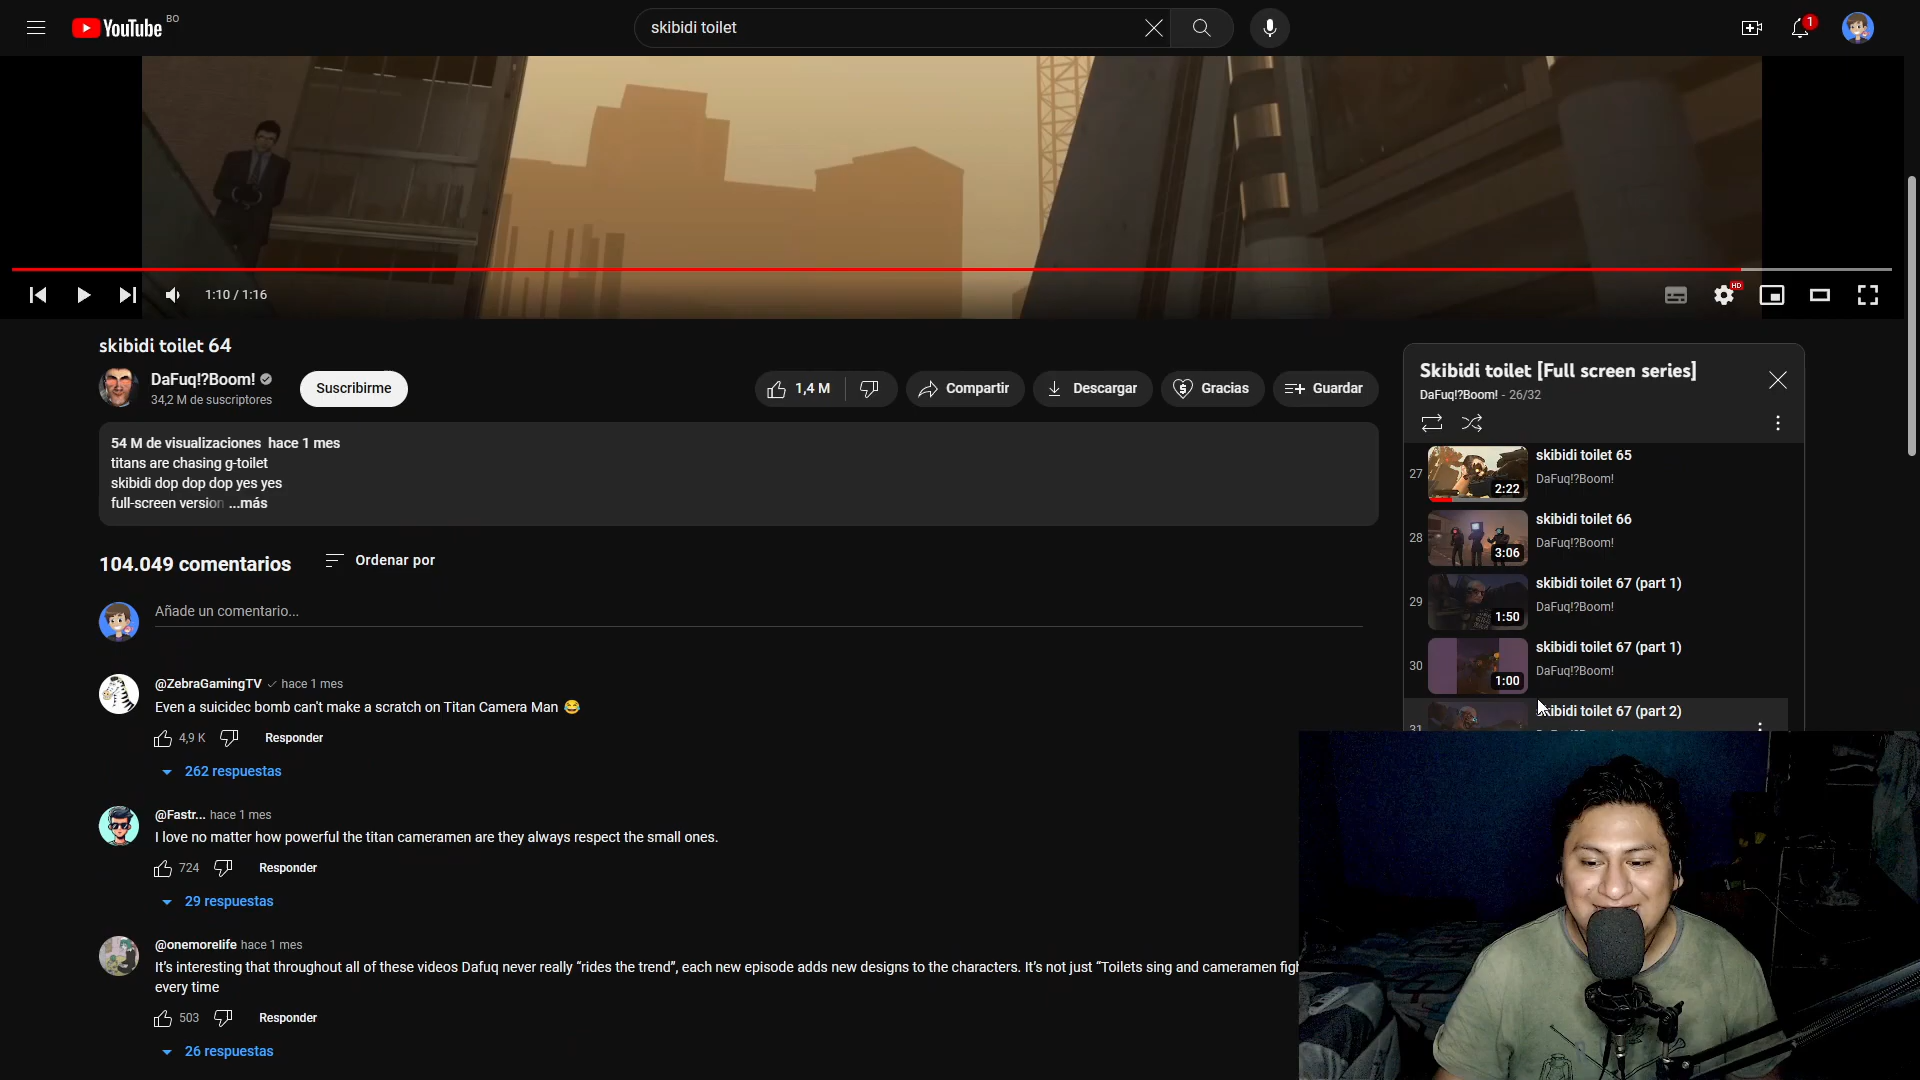 YouTube BO
skibidi toilet
1
1:10 / 1:16
HD
skibidi toilet 64
DaFuq!?Boom!
34,2 M de suscriptores
Suscribirme
1,4 M
Compartir
Descargar
Gracias
Guardar
54 M de visualizaciones hace 1 mes
titans are chasing g-toilet
skibidi dop dop dop yes yes
full-screen version ...más
104.049 comentarios
Ordenar por
Añade un comentario...
@ZebraGamingTV hace 1 mes
Even a suicidec bomb can't make a scratch on Titan Camera Man 😂
4,9 K
Responder
262 respuestas
@Fastr... hace 1 mes
I love no matter how powerful the titan cameramen are they always respect the small ones.
724
Responder
29 respuestas
@onemorelife hace 1 mes
It's interesting that throughout all of these videos Dafuq never really “rides the trend”, each new episode adds new designs to the characters. It's not just “Toilets sing and cameramen figh
every time
503
Responder
26 respuestas
Skibidi toilet [Full screen series]
DaFuq!?Boom! - 26/32
27
2:22
skibidi toilet 65
DaFuq!?Boom!
28
3:06
skibidi toilet 66
DaFuq!?Boom!
29
1:50
skibidi toilet 67 (part 1)
DaFuq!?Boom!
30
1:00
skibidi toilet 67 (part 1)
DaFuq!?Boom!
31
kibidi toilet 67 (part 2)